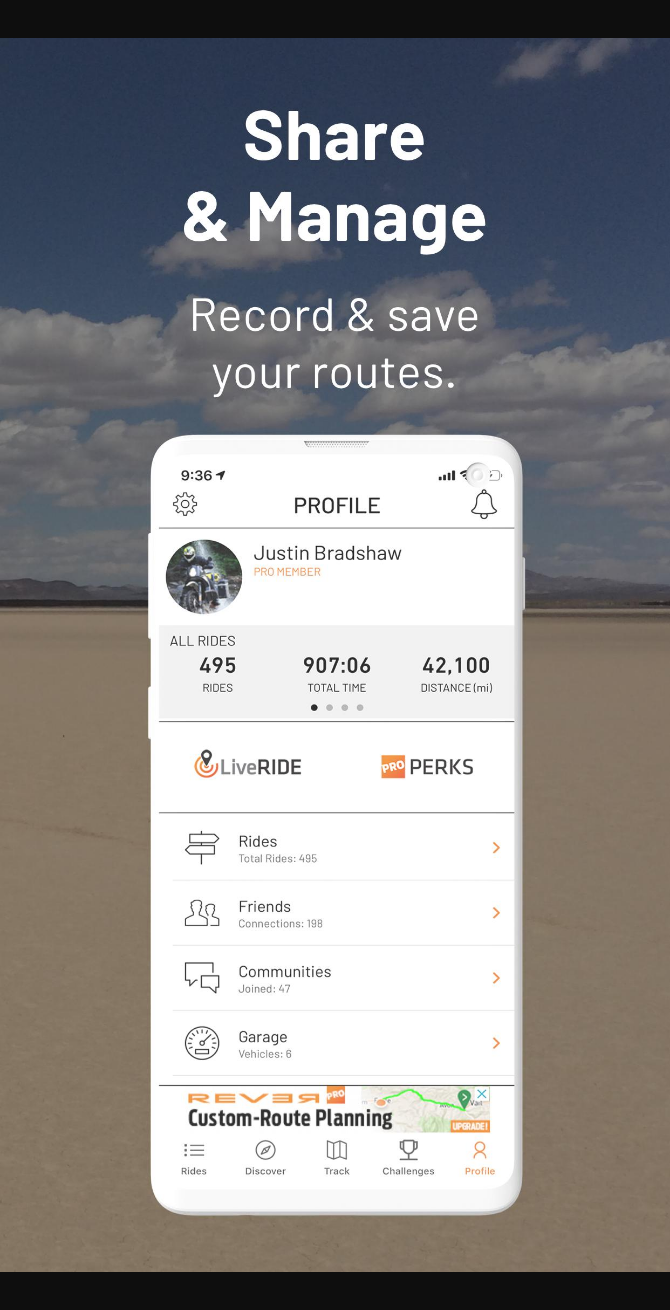 Share
& Manage
Record & save
your routes.
9:36
PROFILE
Justin Bradshaw
PRO MEMBER
ALL RIDES
495 907:06 42,100
RIDES TOTAL TIME DISTANCE (mi)
LiveRIDE PRO PERKS
Rides
Total Rides: 495
Friends
Connections: 198
Communities
Joined: 47
Garage
Vehicles: 6
REVER PRO
Custom-Route Planning
UPGRADE!
Rides Discover Track Challenges Profile